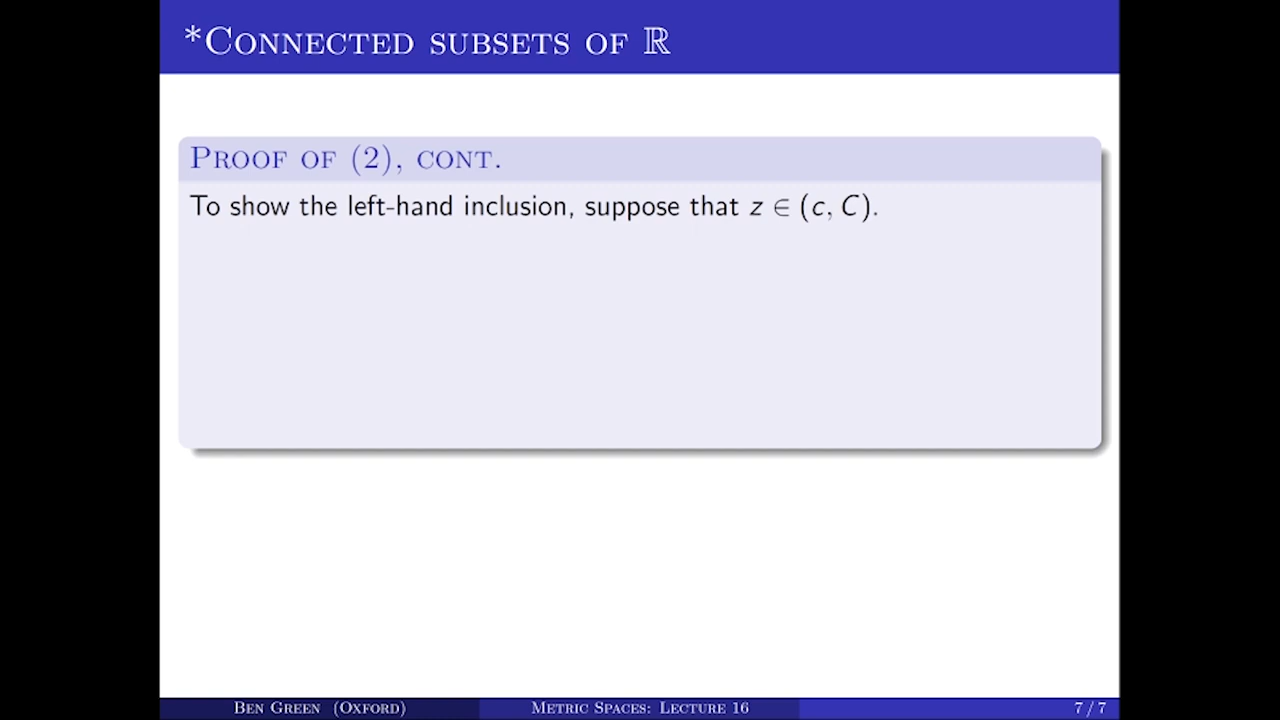 *Connected subsets of ℝ
Proof of (2), cont.
To show the left-hand inclusion, suppose that z ∈ (c, C).
Ben Green (Oxford)
Metric Spaces: Lecture 16
7 / 7